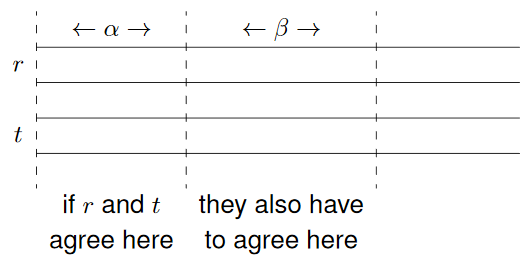 ← α → ← β →
r
t
if r and t they also have
agree here to agree here